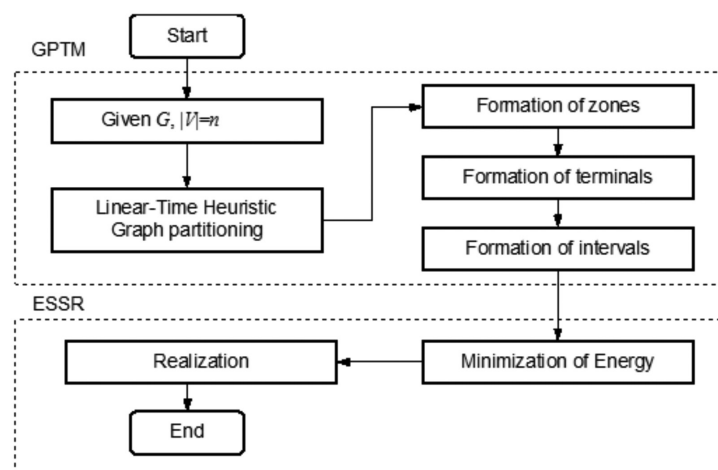 Start
GPTM
Given G, |V|=n
Linear-Time Heuristic
Graph partitioning
Formation of zones
Formation of terminals
Formation of intervals
ESSR
Minimization of Energy
Realization
End